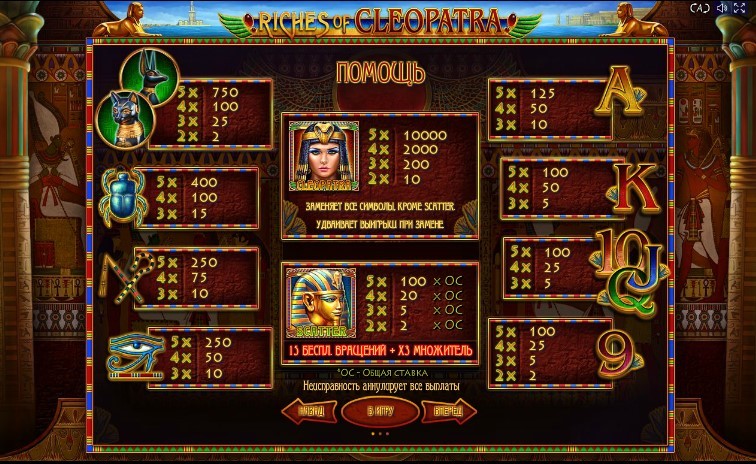 RICHES OF CLEOPATRA
ПОМОЩЬ
5X 750
4X 100
3X 25
2X 2
5X 400
4X 100
3X 15
5X 250
4X 75
3X 10
5X 250
4X 50
3X 10
CLEOPATRA
5X 10000
4X 2000
3X 200
2X 10
ЗАМЕНЯЕТ ВСЕ СИМВОЛЫ, КРОМЕ SCATTER.
УДВАИВАЕТ ВЫИГРЫШ ПРИ ЗАМЕНЕ
SCATTER
5X 100 X ОС
4X 20 X ОС
3X 5 X ОС
2X 2 X ОС
15 БЕСПЛ. ВРАЩЕНИЙ + X3 МНОЖИТЕЛЬ
*ОС - ОБЩАЯ СТАВКА
Неисправность аннулирует все выплаты
НАЗАД
В ИГРУ
ВПЕРЁД
5X 125
4X 50
3X 10
A
5X 100
4X 50
3X 5
K
5X 100
4X 25
3X 5
10 J Q
5X 100
4X 25
3X 5
2X 2
9